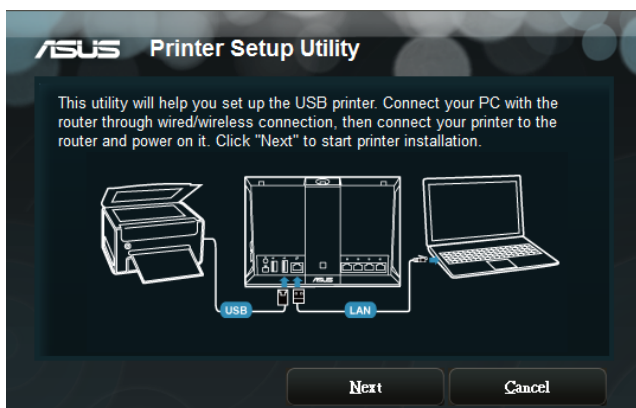 ASUS Printer Setup Utility
This utility will help you set up the USB printer. Connect your PC with the
router through wired/wireless connection, then connect your printer to the
router and power on it. Click "Next" to start printer installation.
ASUS
USB LAN
Next Cancel